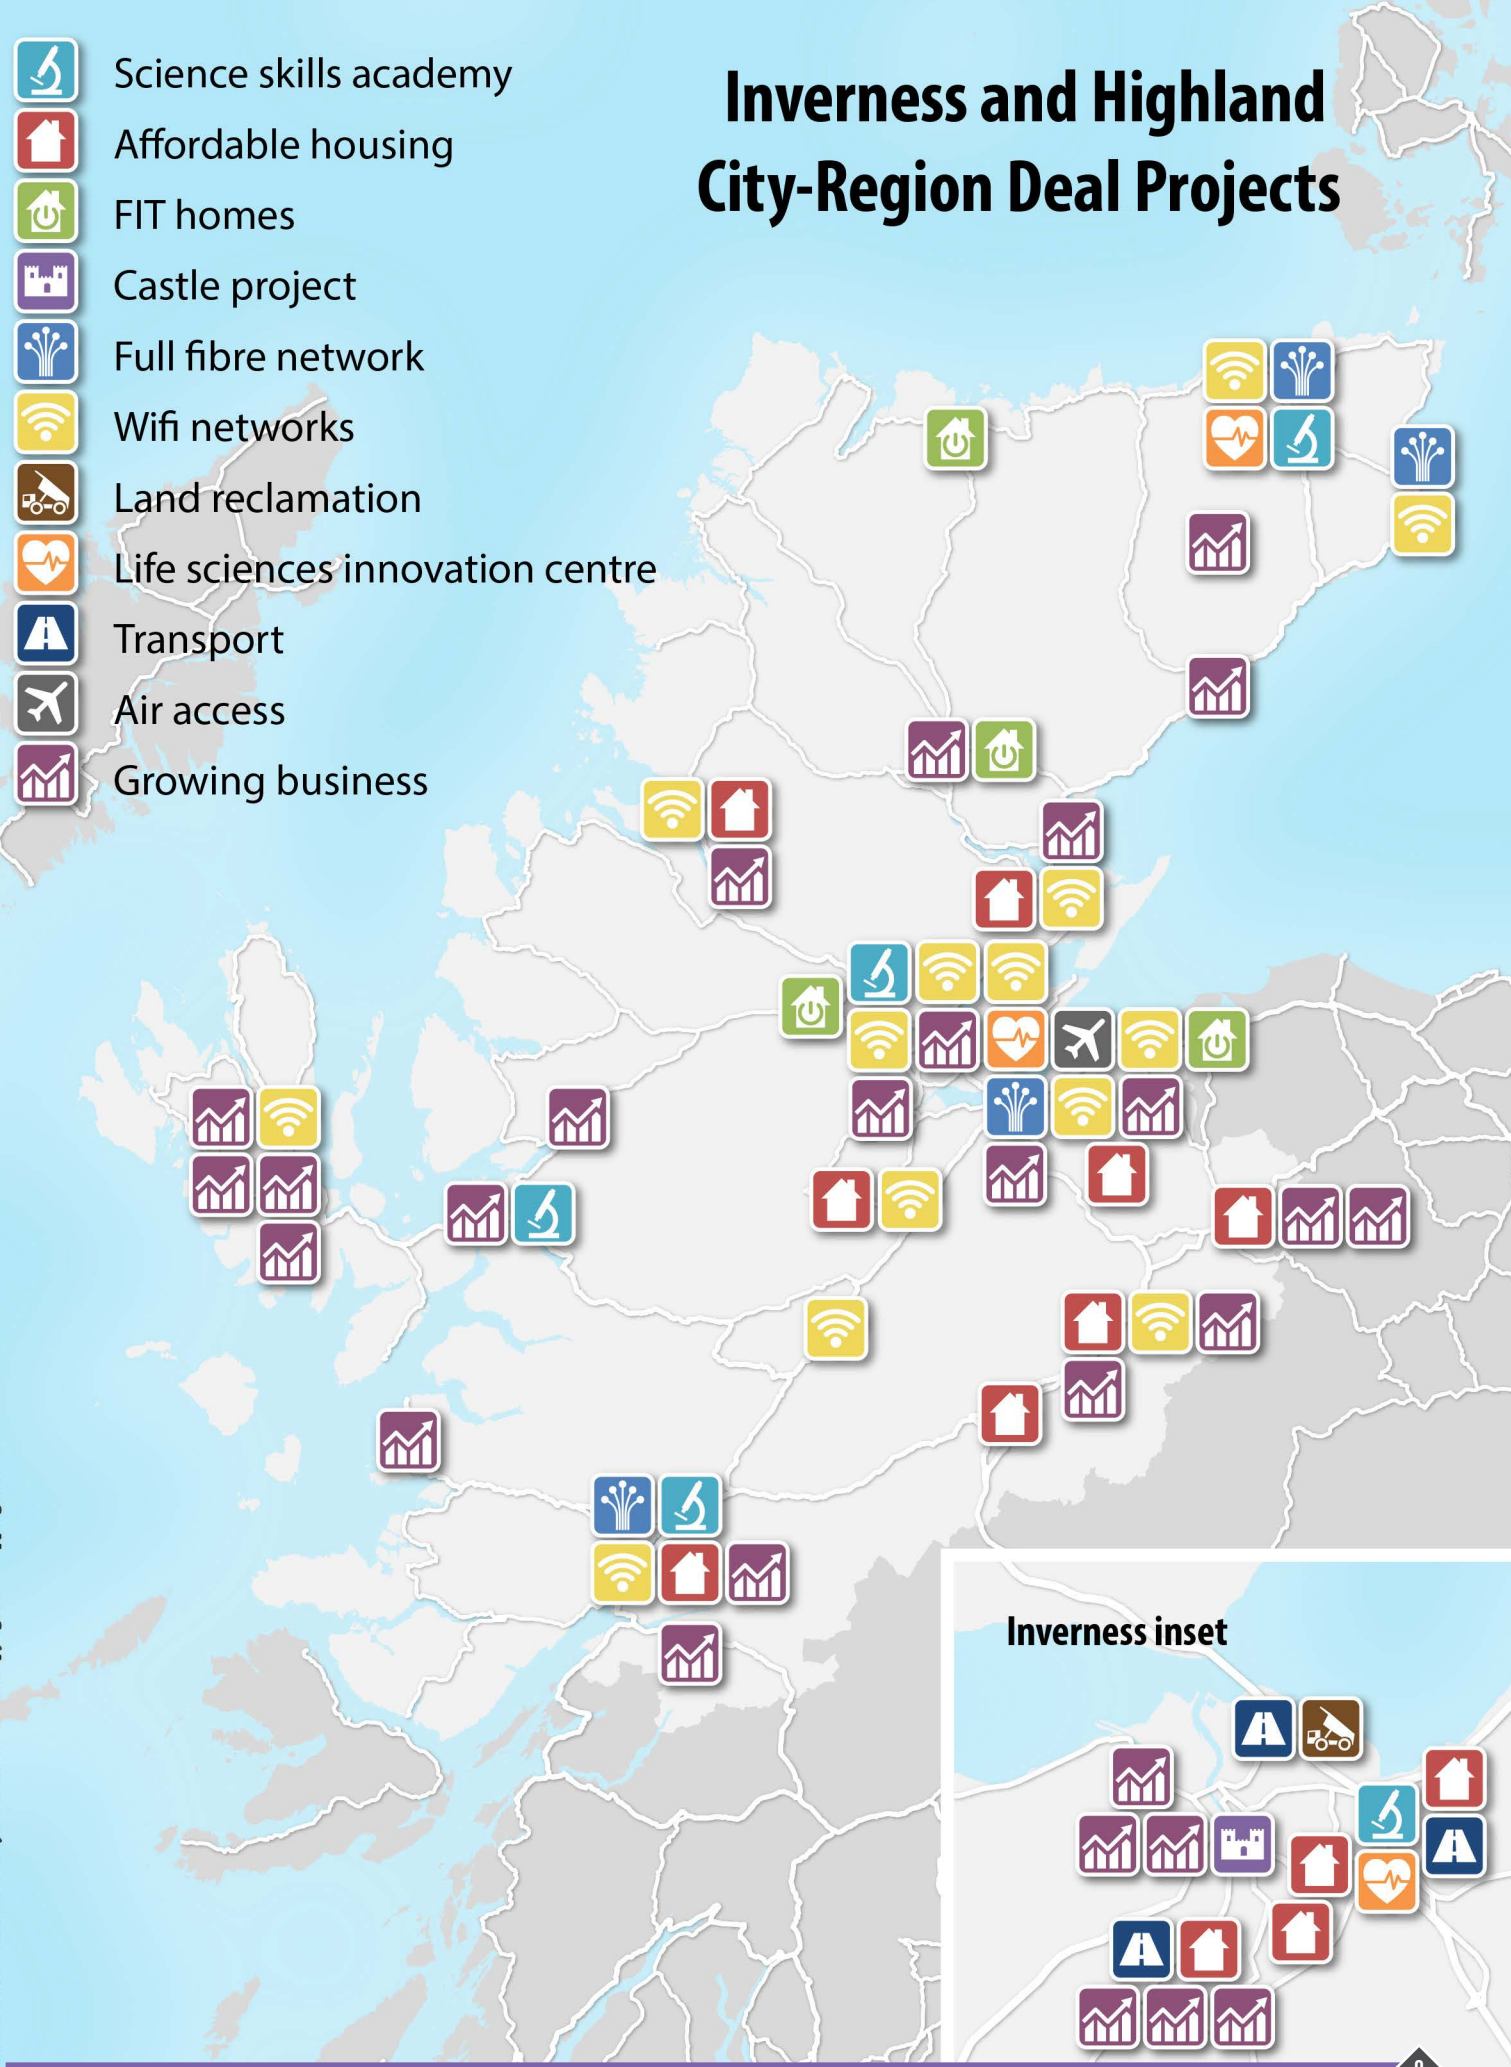 Inverness and Highland
City-Region Deal Projects
Science skills academy
Affordable housing
FIT homes
Castle project
Full fibre network
Wifi networks
Land reclamation
Life sciences innovation centre
Transport
Air access
Growing business
Inverness inset